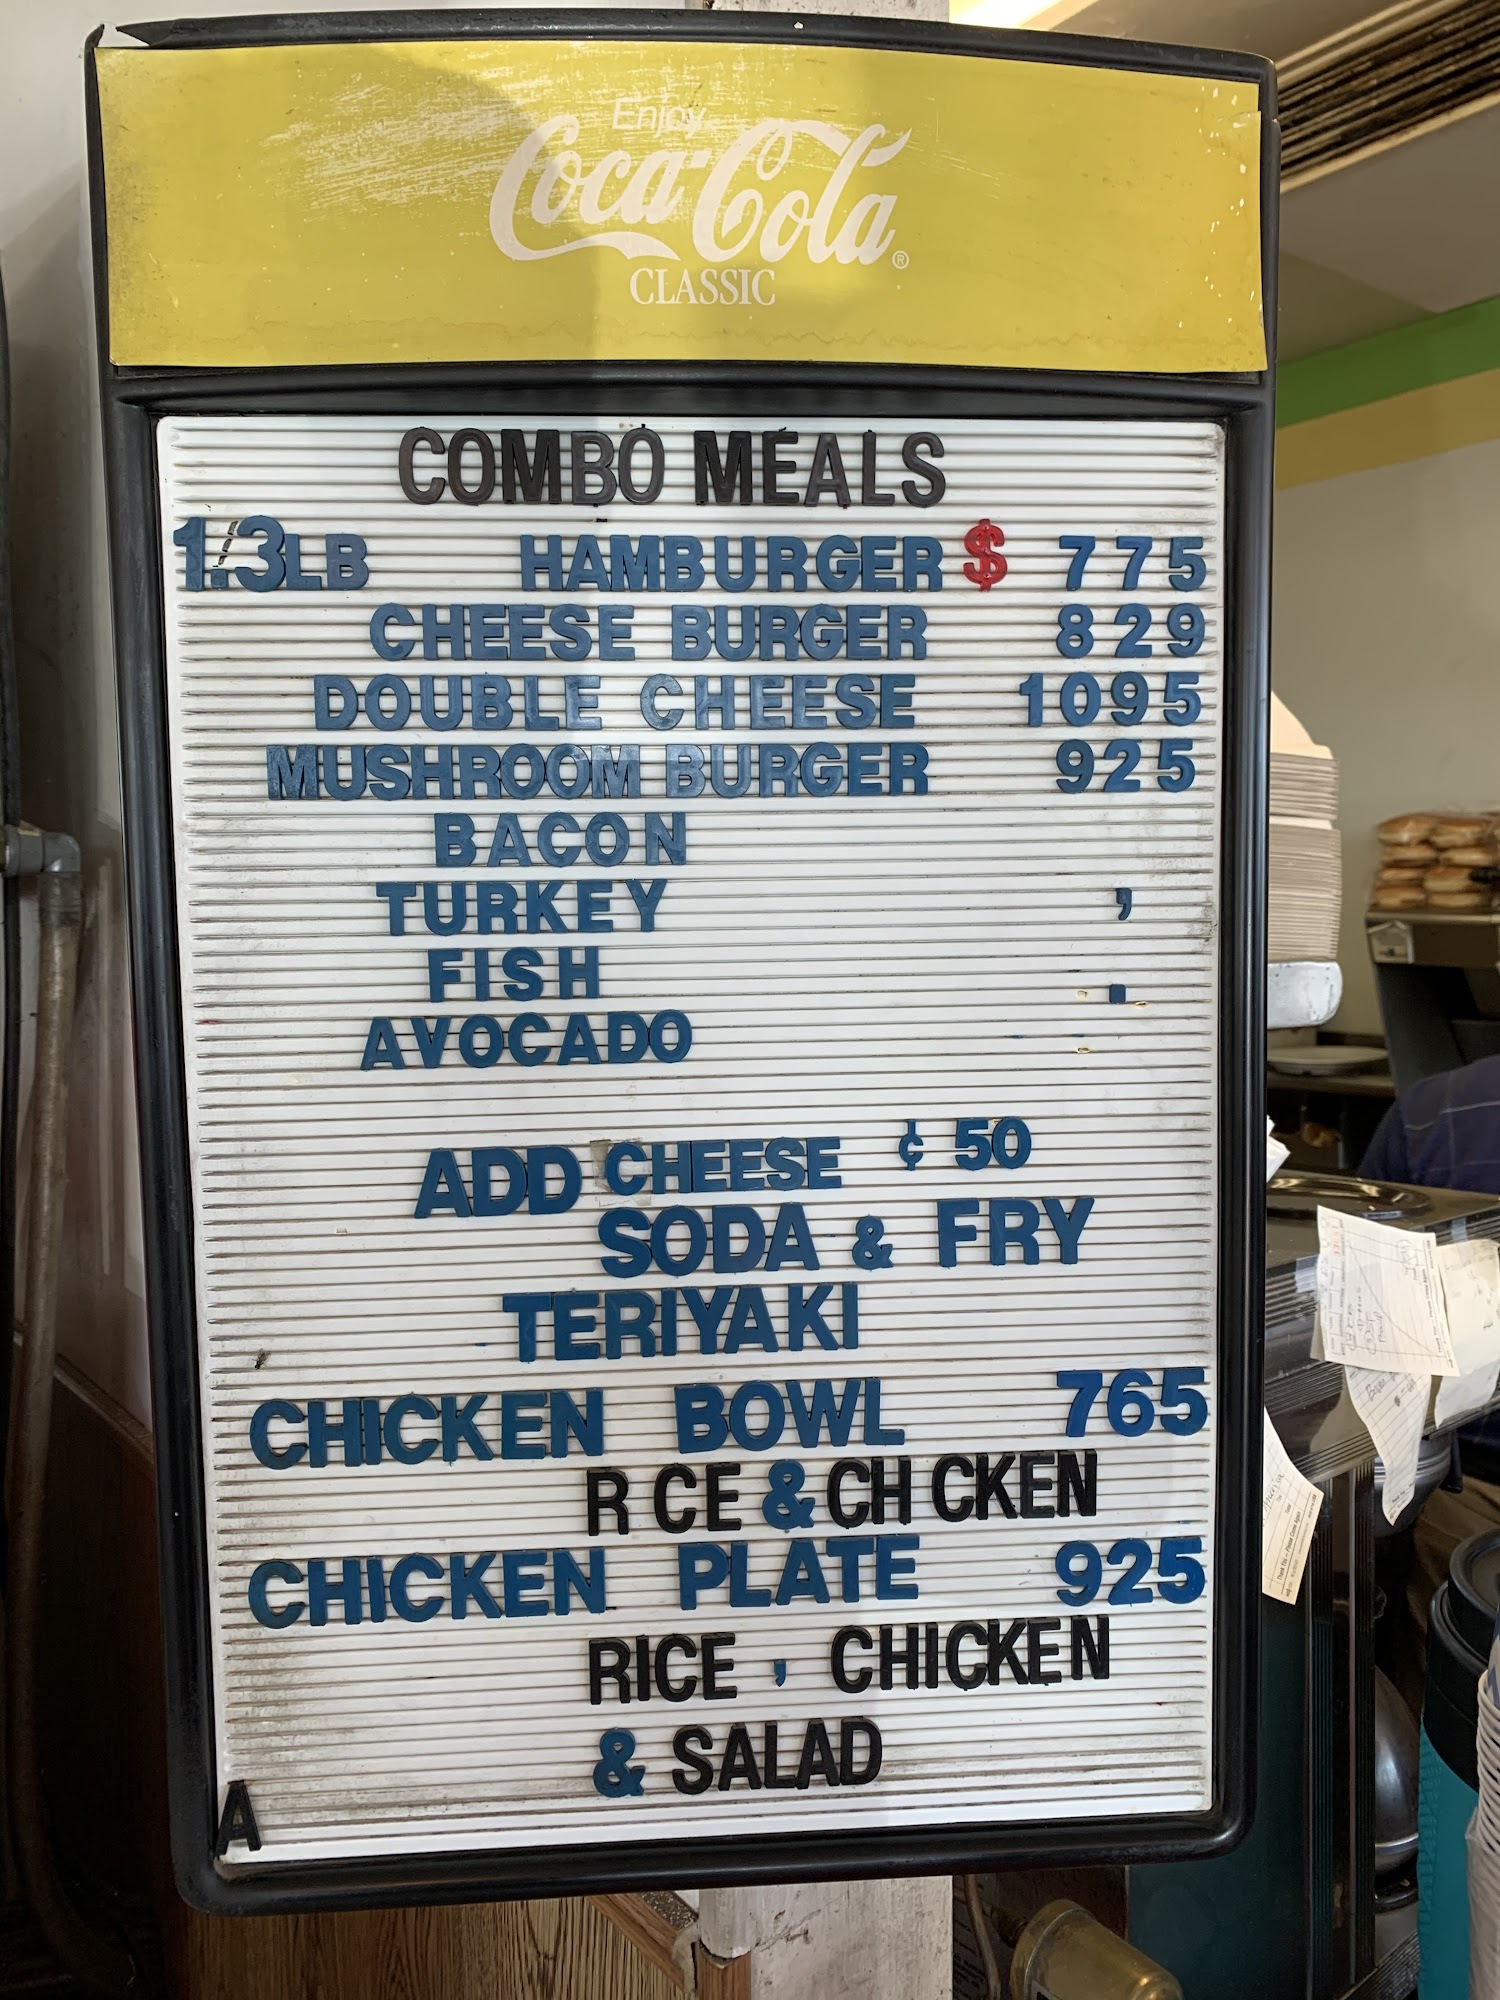 Enjoy
Coca-Cola®
CLASSIC
COMBO MEALS
1/3LB HAMBURGER $ 775
CHEESE BURGER 829
DOUBLE CHEESE 1095
MUSHROOM BURGER 925
BACON
TURKEY ,
FISH .
AVOCADO
ADD CHEESE ¢ 50
SODA & FRY
TERIYAKI
CHICKEN BOWL 765
R CE & CH CKEN
CHICKEN PLATE 925
RICE , CHICKEN
& SALAD
A